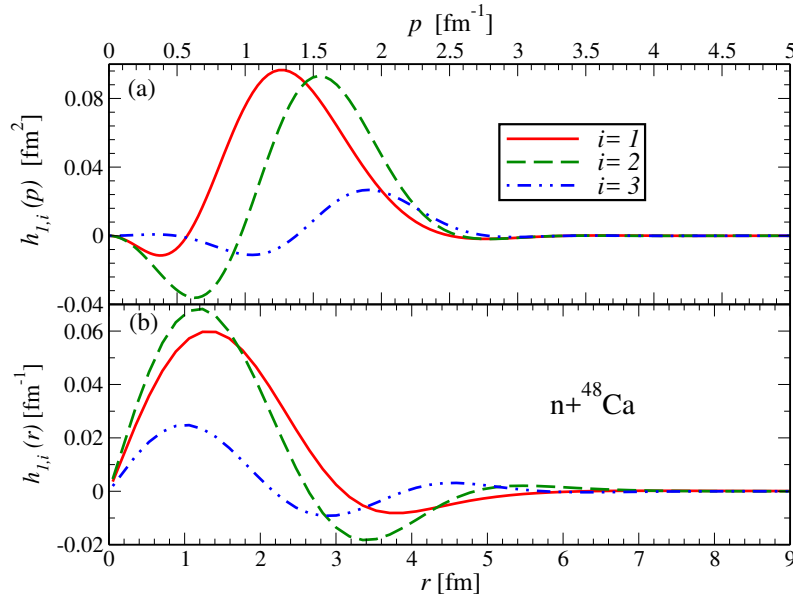 p [fm⁻¹]
0 0.5 1 1.5 2 2.5 3 3.5 4 4.5 5
(a)
0.08
0.04
0
-0.04
h₁,ᵢ (p) [fm²]
i= 1
i= 2
i= 3
(b)
0.06
0.04
0.02
0
-0.02
h₁,ᵢ (r) [fm⁻¹]
n+⁴⁸Ca
0 1 2 3 4 5 6 7 8 9
r [fm]